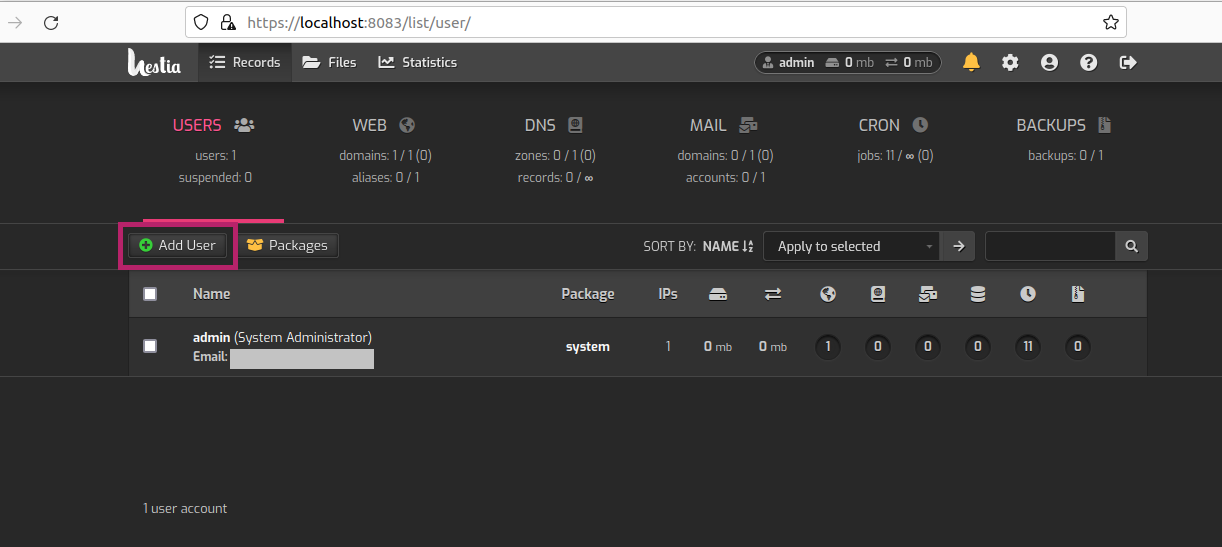 https://localhost:8083/list/user/
Hestia Records Files Statistics admin 0 mb 0 mb
USERS WEB DNS MAIL CRON BACKUPS
users: 1 domains: 1 / 1 (0) zones: 0 / 1 (0) domains: 0 / 1 (0) jobs: 11 / ∞ (0) backups: 0 / 1
suspended: 0 aliases: 0 / 1 records: 0 / ∞ accounts: 0 / 1
Add User Packages SORT BY: NAME Apply to selected
Name Package IPs
admin (System Administrator) system 1 0 mb 0 mb 1 0 0 0 11 0
Email:
1 user account